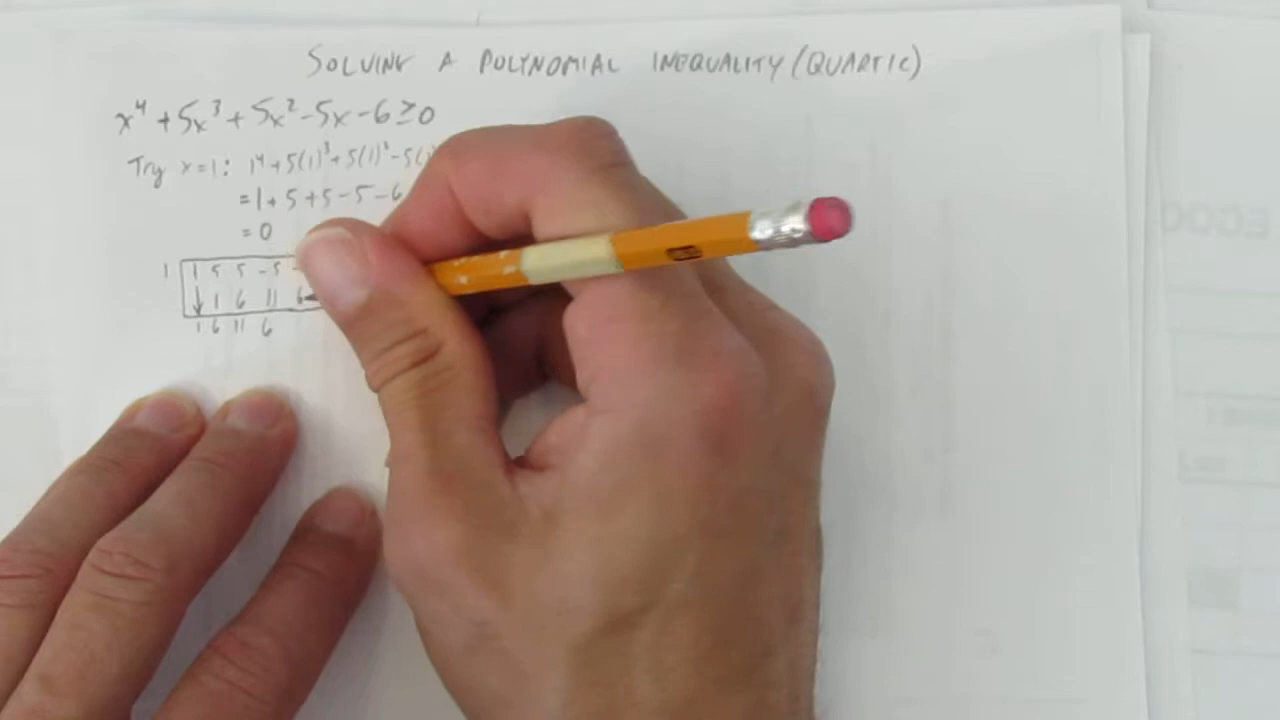 SOLVING A POLYNOMIAL INEQUALITY (QUARTIC)
x⁴ + 5x³ + 5x² - 5x - 6 ≥ 0
Try x = 1: 1⁴ + 5(1)³ + 5(1)² - 5(
= 1 + 5 + 5 - 5 - 6
= 0
1 1 5 5 -5
1 6 11 6
1 6 11 6